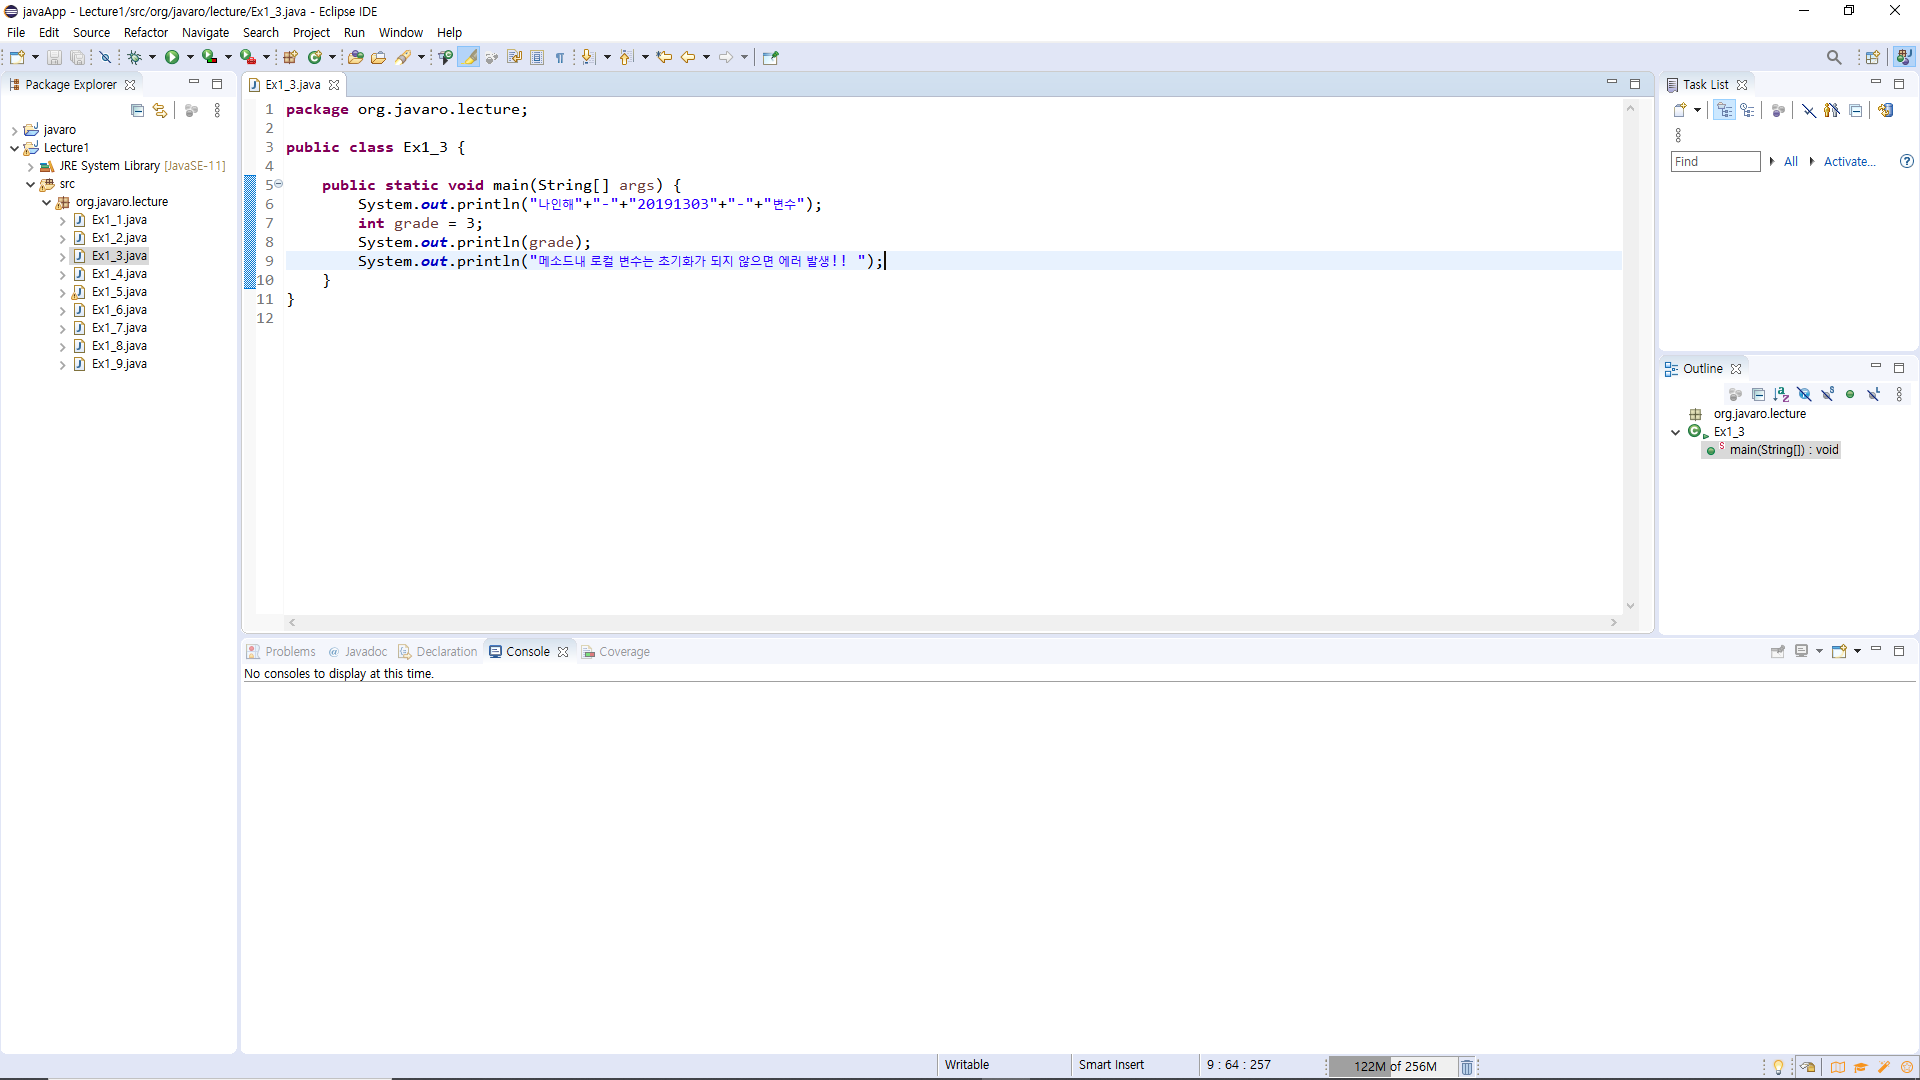 javaApp - Lecture1/src/org/javaro/lecture/Ex1_3.java - Eclipse IDE
File Edit Source Refactor Navigate Search Project Run Window Help
Package Explorer
javaro
Lecture1
JRE System Library [JavaSE-11]
src
org.javaro.lecture
Ex1_1.java
Ex1_2.java
Ex1_3.java
Ex1_4.java
Ex1_5.java
Ex1_6.java
Ex1_7.java
Ex1_8.java
Ex1_9.java
Ex1_3.java
1 package org.javaro.lecture;
2
3 public class Ex1_3 {
4
5 public static void main(String[] args) {
6 System.out.println("나인해"+"-"+"20191303"+"-"+"변수");
7 int grade = 3;
8 System.out.println(grade);
9 System.out.println("메소드내 로컬 변수는 초기화가 되지 않으면 에러 발생!! ");
10 }
11 }
12
Task List
Find All Activate...
Outline
org.javaro.lecture
Ex1_3
main(String[]) : void
Problems Javadoc Declaration Console Coverage
No consoles to display at this time.
Writable Smart Insert 9 : 64 : 257 122M of 256M